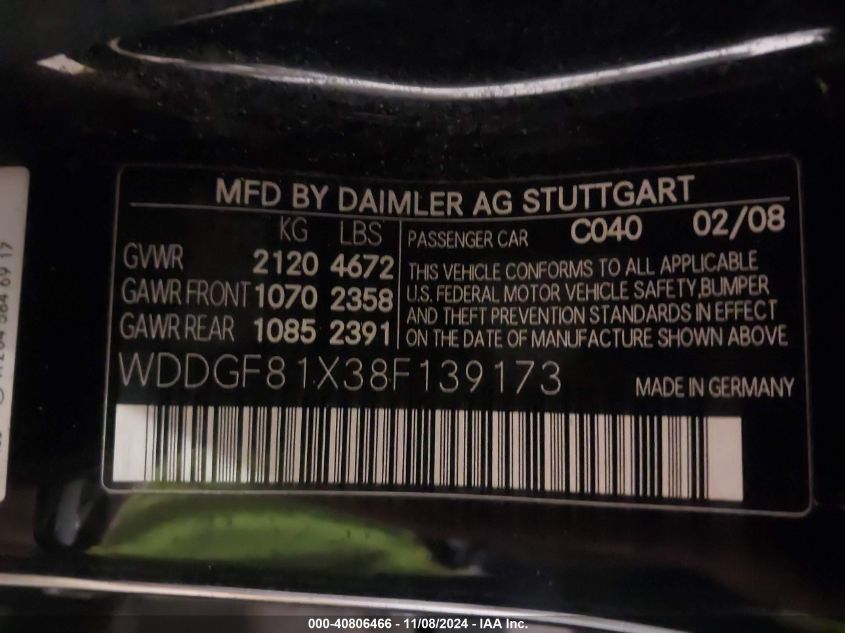 MFD BY DAIMLER AG STUTTGART
KG LBS
GVWR 2120 4672
GAWR FRONT 1070 2358
GAWR REAR 1085 2391
PASSENGER CAR C040 02/08
THIS VEHICLE CONFORMS TO ALL APPLICABLE
U.S. FEDERAL MOTOR VEHICLE SAFETY, BUMPER
AND THEFT PREVENTION STANDARDS IN EFFECT
ON THE DATE OF MANUFACTURE SHOWN ABOVE
WDDGF81X38F139173
MADE IN GERMANY
584 69 17
000-40806466 - 11/08/2024 - IAA Inc.